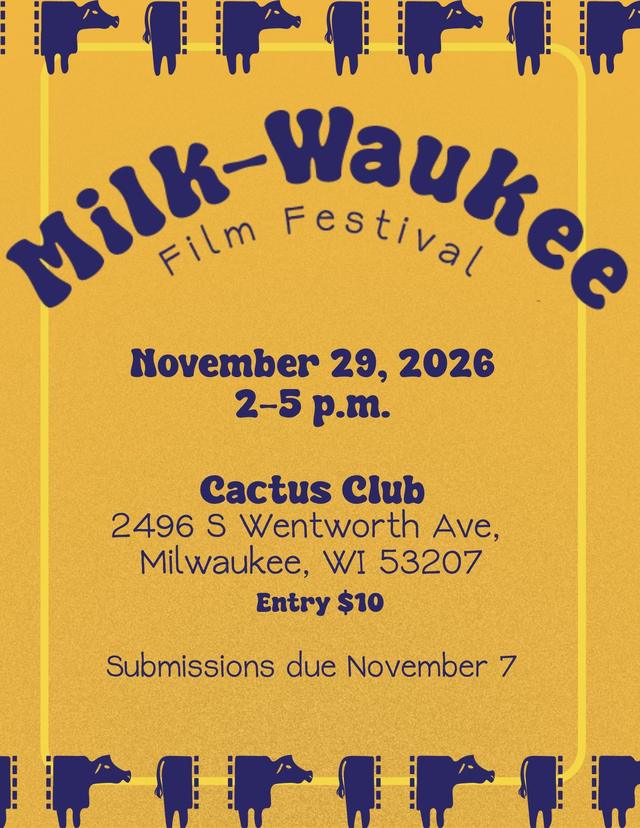 Milk-Waukee
Film Festival
November 29, 2026
2–5 p.m.
Cactus Club
2496 S Wentworth Ave,
Milwaukee, WI 53207
Entry $10
Submissions due November 7